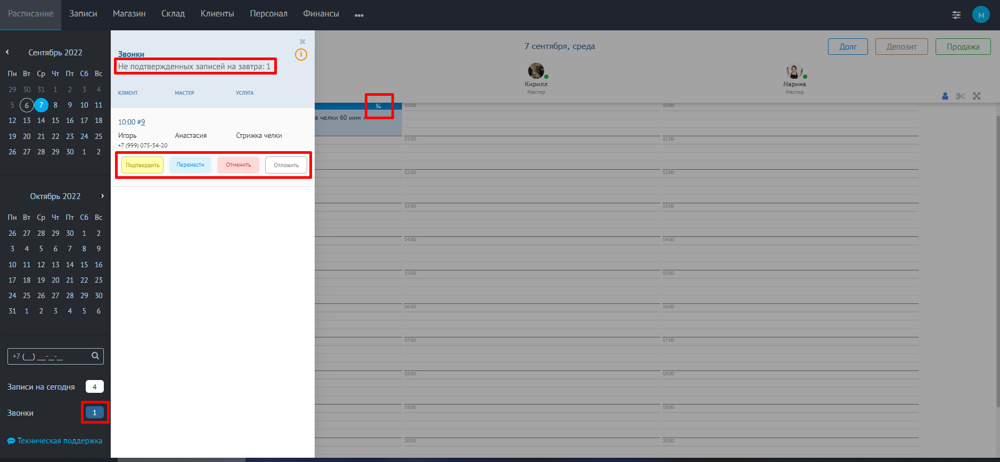 Расписание Записи Магазин Склад Клиенты Персонал Финансы
М
Сентябрь 2022
Пн Вт Ср Чт Пт Сб Вс
29 30 31 1 2 3 4
5 6 7 8 9 10 11
12 13 14 15 16 17 18
19 20 21 22 23 24 25
26 27 28 29 30 1 2
Октябрь 2022
Пн Вт Ср Чт Пт Сб Вс
26 27 28 29 30 1 2
3 4 5 6 7 8 9
10 11 12 13 14 15 16
17 18 19 20 21 22 23
24 25 26 27 28 29 30
31 1 2 3 4 5 6
+7 (__) ___-__-__
Записи на сегодня 4
Звонки 1
Техническая поддержка
Звонки
Не подтвержденных записей на завтра: 1
КЛИЕНТ МАСТЕР УСЛУГА
10:00 #9
Игорь Анастасия Стрижка челки
+7 (999) 075-54-20
Подтвердить Перенести Отменить Отложить
7 сентября, среда
Долг Депозит Продажа
Кирилл
Мастер
Марина
Мастер
а челки 60 мин /
10:00 10:00
11:00 11:00
12:00 12:00
13:00 13:00
14:00 14:00
15:00 15:00
16:00 16:00
17:00 17:00
18:00 18:00
19:00 19:00
20:00 20:00